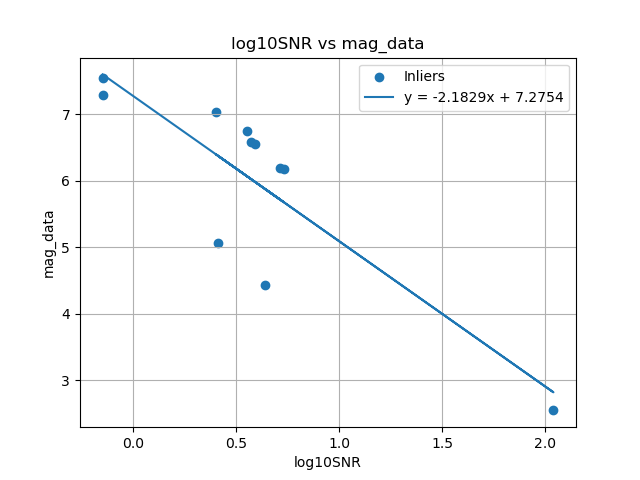 log10SNR vs mag_data
Inliers
y = -2.1829x + 7.2754
mag_data
7
6
5
4
3
0.0 0.5 1.0 1.5 2.0
log10SNR